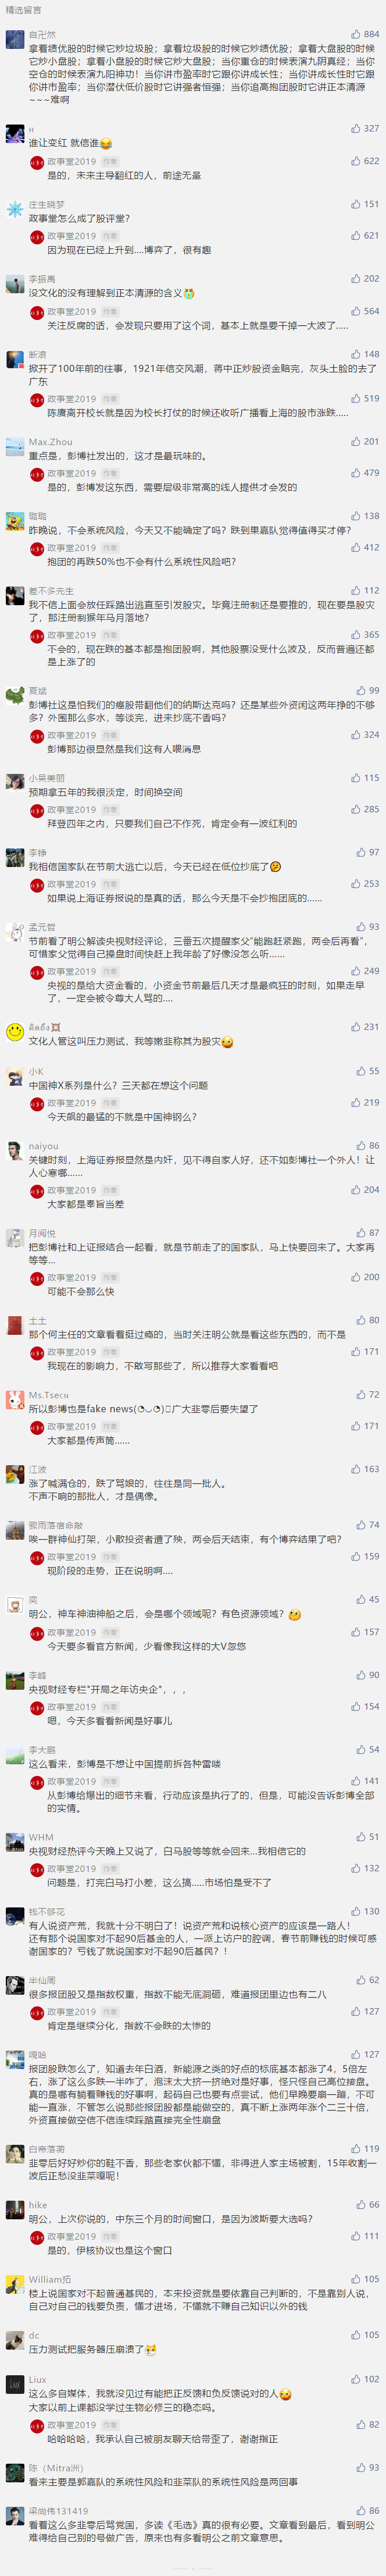 精选留言
自卍然 884
拿着绩优股的时候它炒垃圾股；拿着垃圾股的时候它炒绩优股；拿着大盘股的时候
它炒小盘股；拿着小盘股的时候它炒大盘股；当你重仓的时候表演九阴真经；当你
空仓的时候表演九阳神功！当你讲市盈率时它跟你讲成长性；当你讲成长性时它跟
你讲市盈率；当你潜伏低价股时它讲强者恒强；当你追高抱团股时它讲正本清源
~~~难啊
ℍ 327
谁让变红 就信谁😂
政事堂2019 作者 622
是的，未来主导翻红的人，前途无量
庄生晓梦 151
政事堂怎么成了股评堂？
政事堂2019 作者 621
因为现在已经上升到....博弈了，很有趣
李振禹 202
没文化的没有理解到正本清源的含义😭
政事堂2019 作者 564
关注反腐的话，会发现只要用了这个词，基本上就是要干掉一大波了.....
断浪 148
掀开了100年前的往事，1921年信交风潮，蒋中正炒股资金赔完，灰头土脸的去了
广东
政事堂2019 作者 519
陈赓离开校长就是因为校长打仗的时候还收听广播看上海的股市涨跌.....
Max.Zhou 201
重点是，彭博社发出的，这才是最玩味的。
政事堂2019 作者 479
是的，彭博发这东西，需要层级非常高的线人提供才会发的
璐璐 138
昨晚说，不会系统风险，今天又不能确定了吗？跌到果嘉队觉得值得买才停？
政事堂2019 作者 412
抱团的再跌50%也不会有什么系统性风险吧？
差不多先生 112
我不信上面会放任踩踏出逃直至引发股灾。毕竟注册制还是要推的，现在要是股灾
了，那注册制猴年马月落地？
政事堂2019 作者 365
不会的，现在跌的基本都是抱团股啊，其他股票没受什么波及，反而普遍还都
是上涨了的
夏斌 99
彭博社这是怕我们的瘪股带翻他们的纳斯达克吗？还是某些外资闲这两年挣的不够
多？外围那么多水，等谈完，进来抄底不香吗？
政事堂2019 作者 324
彭博那边很显然是我们这有人喂消息
小吴美丽 115
预期拿五年的我很淡定，时间换空间
政事堂2019 作者 285
拜登四年之内，只要我们自己不作死，肯定会有一波红利的
李铮 97
我相信国家队在节前大逃亡以后，今天已经在低位抄底了
政事堂2019 作者 253
如果说上海证券报说的是真的话，那么今天是不会抄抱团底的......
孟元哲 93
节前看了明公解读央视财经评论，三番五次提醒家父“能跑赶紧跑，两会后再看”，
可惜家父觉得自己操盘时间快赶上我年龄了好像没怎么听......
政事堂2019 作者 249
央视的是给大资金看的，小资金节前最后几天才是最疯狂的时刻，如果走早
了，一定会被令尊大人骂的....
231
文化人管这叫压力测试，我等嫩韭称其为股灾
小K 55
中国神X系列是什么？三天都在想这个问题
政事堂2019 作者 219
今天飙的最猛的不就是中国神钢么？
naiyou 86
关键时刻，上海证券报显然是内奸，见不得自家人好，还不如彭博社一个外人！让
人心寒哪......
政事堂2019 作者 204
大家都是奉旨当差
月阅悦 87
把彭博社和上证报结合一起看，就是节前走了的国家队，马上快要回来了。大家再
等等...
政事堂2019 作者 200
可能不会那么快
土土 80
那个何主任的文章看着挺过瘾的，当时关注明公就是看这些东西的，而不是
政事堂2019 作者 171
我现在的影响力，不敢写那些了，所以推荐大家看看吧
Ms.Tsecɴ 72
所以彭博也是fake news(◔◡◔)广大韭零后要失望了
政事堂2019 作者 171
大家都是传声筒......
江波 163
涨了喊满仓的，跌了骂娘的，往往是同一批人。
不声不响的那批人，才是偶像。
骤雨落宿命敲 74
唉一群神仙打架，小散投资者遭了殃，两会后天结束，有个博弈结果了吧？
政事堂2019 作者 159
现阶段的走势，正在说明啊....
奕 45
明公，神车神油神船之后，会是哪个领域呢？有色资源领域？🤔
政事堂2019 作者 157
今天要多看官方新闻，少看像我这样的大V忽悠
李峰 90
央视财经专栏“开局之年访央企”，，，
政事堂2019 作者 154
嗯，今天多看看新闻是好事儿
李大鹏 54
这么看来，彭博是不想让中国提前拆各种雷喽
政事堂2019 作者 141
从彭博给爆出的细节来看，行动应该是执行了的，但是，可能没告诉彭博全部
的实情。
WHM 51
央视财经热评今天晚上又说了，白马股等等就会回来...我相信它的
政事堂2019 作者 132
问题是，打完白马打小差，这么搞.....市场怕是受不了
钱不够花 130
有人说资产荒，我就十分不明白了！说资产荒和说核心资产的应该是一路人！
还有那个说国家对不起90后基金的人，一派上访户的腔调，春节前赚钱的时候可感
谢国家的？亏钱了就说国家对不起90后基民？！
半仙周 62
很多报团股又是指数权重，指数不能无底洞砸，难道报团里边也有二八
政事堂2019 作者 127
肯定是继续分化，指数不会跌的太惨的
嘎哈 127
报团股跌怎么了，知道去年白酒，新能源之类的好点的标底基本都涨了4，5倍左
右，涨了这么多跌一半咋了，泡沫太大挤一挤绝对是好事，怪只怪自己高位接盘。
真的是哪有躺着赚钱的好事啊，起码自己也要有点尝试，他们早晚要崩一蹦，不可
能一直涨，不管怎么说那些报团股都是能做空的，真不断上涨两年涨个二三十倍，
外资直接做空信不信连续踩踏直接完全性崩盘
白帝落雾 119
韭零后好好炒你的鞋不香，那些老家伙都不懂，非得进人家主场被割，15年收割一
波后正愁没韭菜嘎呢！
hike 66
明公，上次你说的，中东三个月的时间窗口，是因为波斯要大选吗？
政事堂2019 作者 111
是的，伊核协议也是这个窗口
William拓 105
楼上说国家对不起普通基民的，本来投资就是要依靠自己判断的，不是靠别人说，
自己对自己的钱要负责，懂才进场，不懂就不赚自己知识以外的钱
dc 105
压力测试把服务器压崩溃了
Liux 102
这么多自媒体，我就没见过有能把正反馈和负反馈说对的人
大家以前上课都没学过生物必修三的稳态吗。
政事堂2019 作者 82
哈哈哈哈，我承认自己被朋友聊天给带歪了，谢谢指正
陈（Mitra洲） 93
看来主要是郭嘉队的系统性风险和韭菜队的系统性风险是两回事
梁尚伟131419 86
看看这么多韭零后骂党国，多读《毛选》真的很有必要。文章看到最后，看到明公
难得给自己别的号做广告，原来也有多看明公之前文章意思。